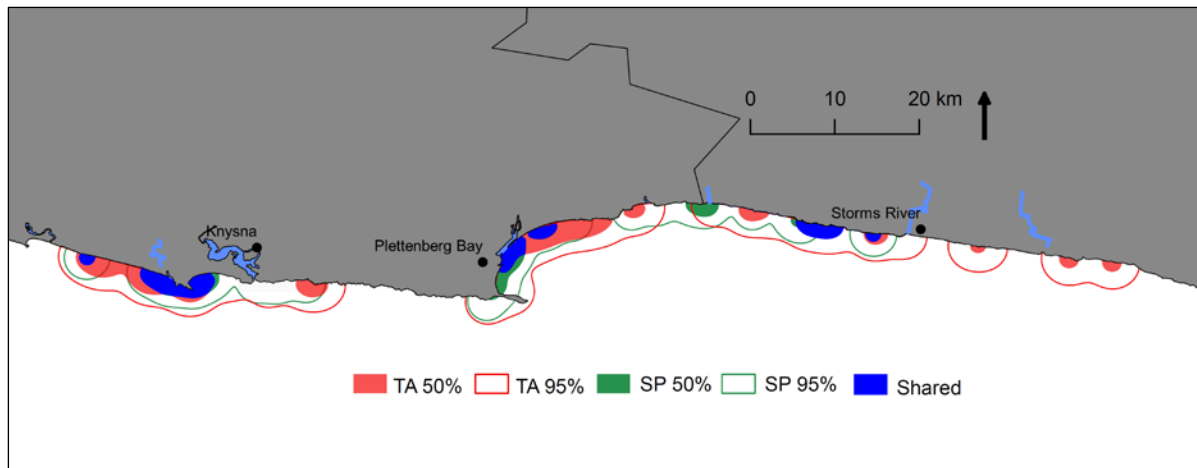 0 10 20 km
Storms River
Knysna
Plettenberg Bay
TA 50% TA 95% SP 50% SP 95% Shared